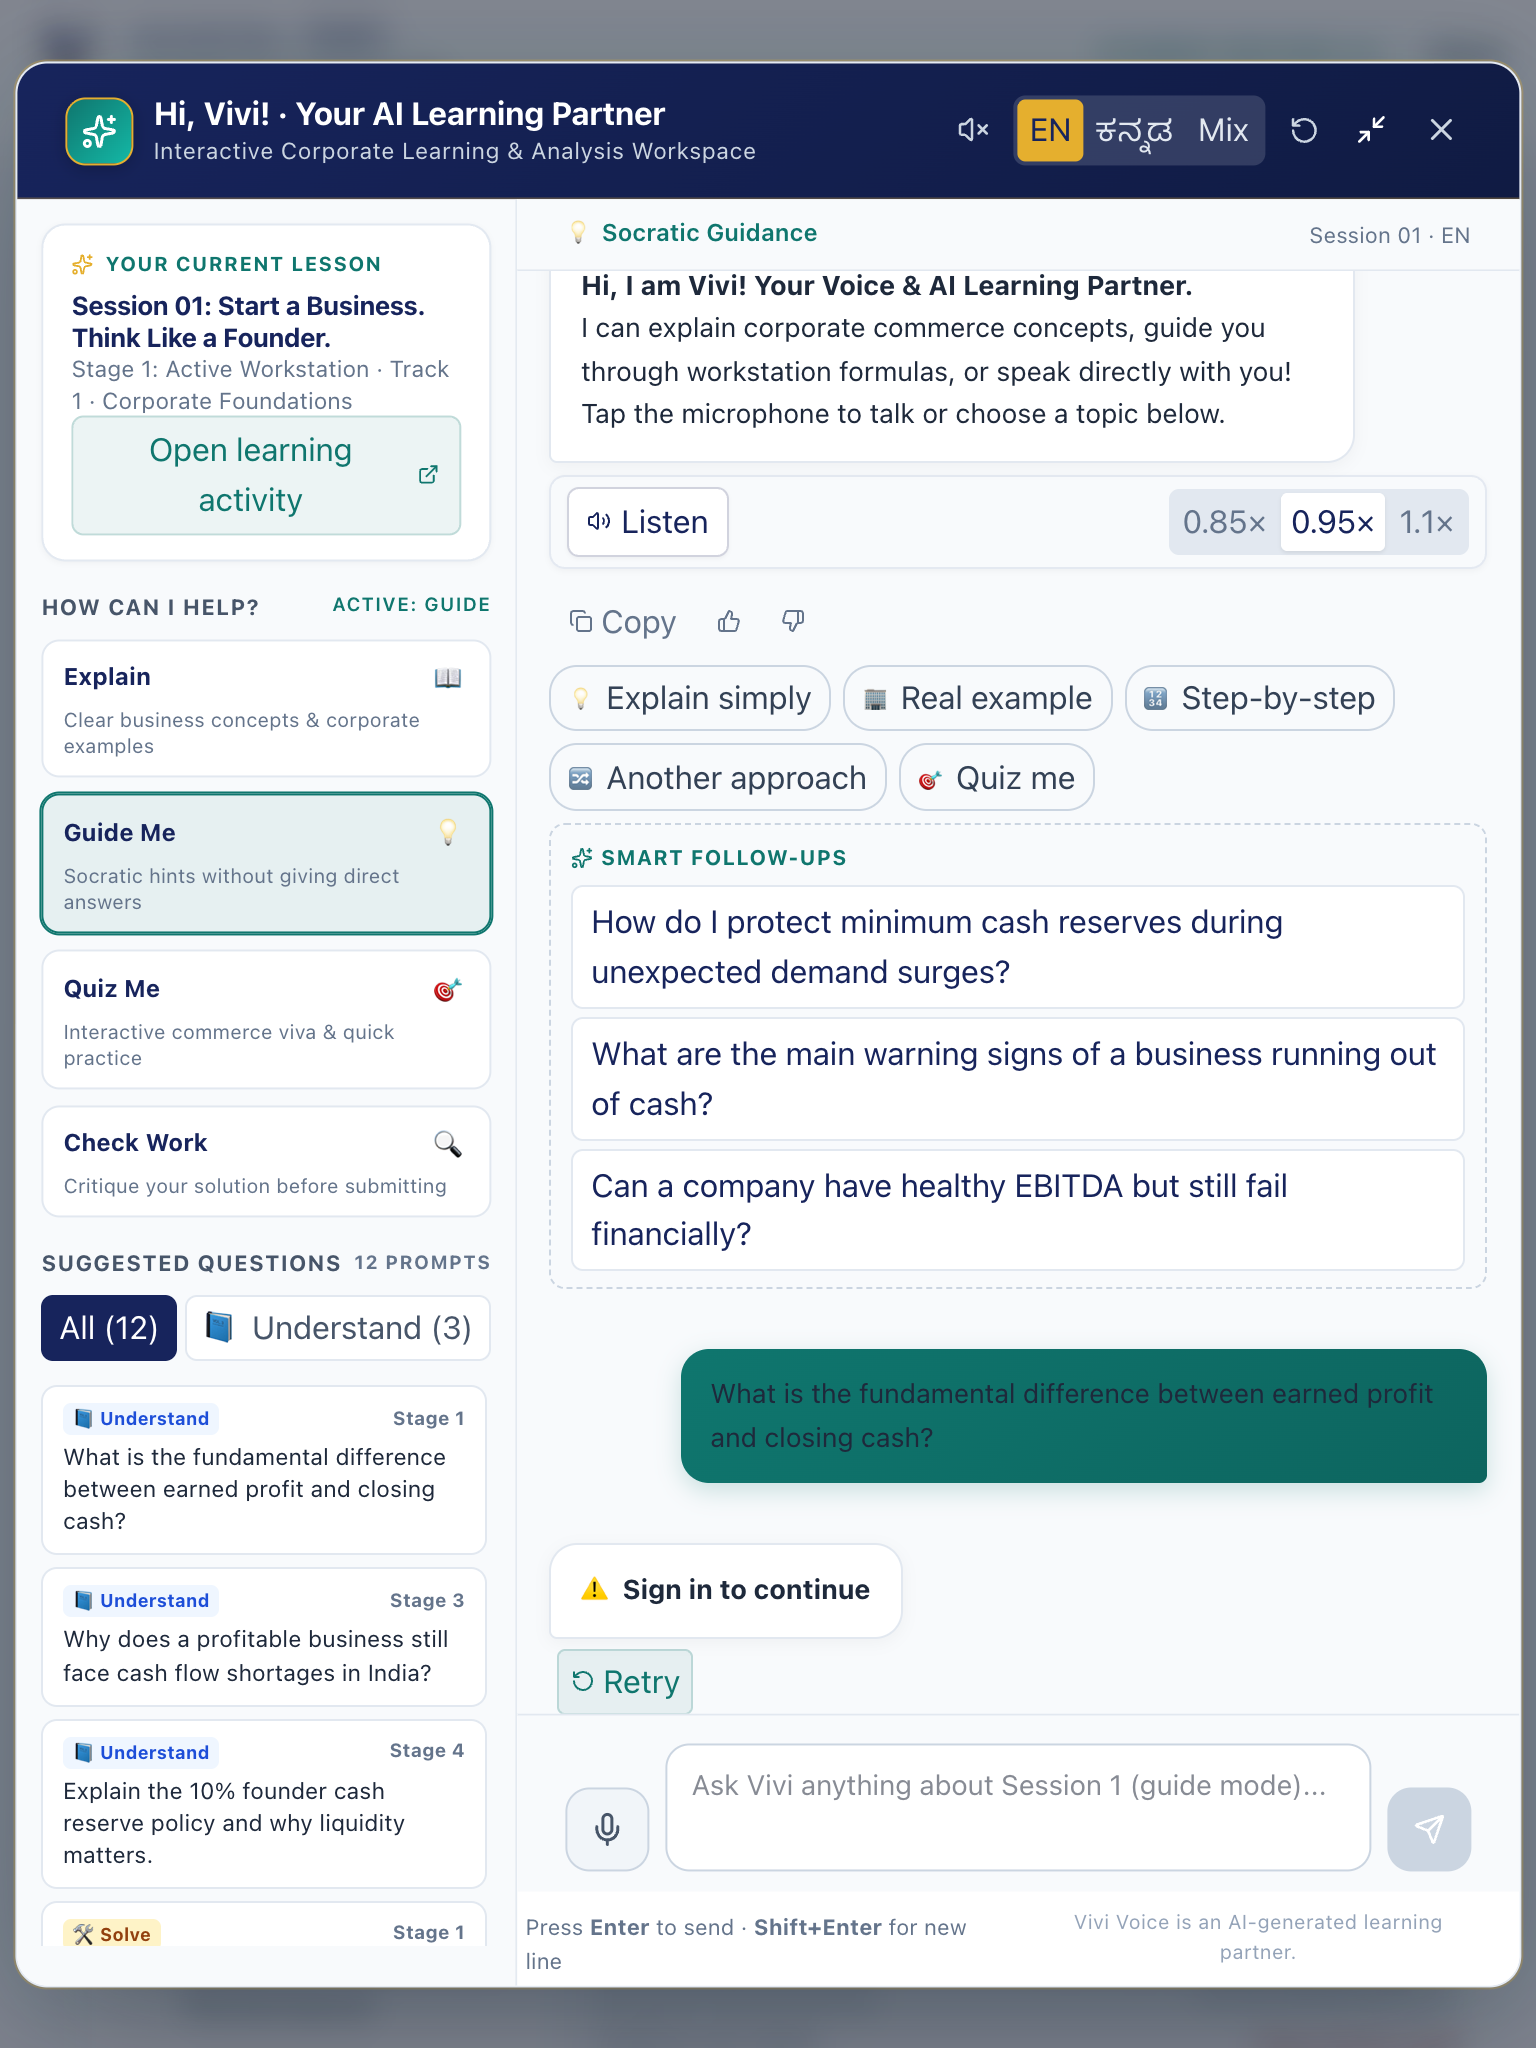 Hi, Vivi! · Your AI Learning Partner
Interactive Corporate Learning & Analysis Workspace
EN ಕನ್ನಡ Mix
YOUR CURRENT LESSON
Session 01: Start a Business.
Think Like a Founder.
Stage 1: Active Workstation · Track
1 · Corporate Foundations
Open learning
activity
HOW CAN I HELP?
ACTIVE: GUIDE
Explain
Clear business concepts & corporate
examples
Guide Me
Socratic hints without giving direct
answers
Quiz Me
Interactive commerce viva & quick
practice
Check Work
Critique your solution before submitting
SUGGESTED QUESTIONS
12 PROMPTS
All (12)
Understand (3)
Understand
Stage 1
What is the fundamental difference
between earned profit and closing
cash?
Understand
Stage 3
Why does a profitable business still
face cash flow shortages in India?
Understand
Stage 4
Explain the 10% founder cash
reserve policy and why liquidity
matters.
Solve
Stage 1
Socratic Guidance
Session 01 · EN
Hi, I am Vivi! Your Voice & AI Learning Partner.
I can explain corporate commerce concepts, guide you
through workstation formulas, or speak directly with you!
Tap the microphone to talk or choose a topic below.
Listen
0.85× 0.95× 1.1×
Copy
Explain simply
Real example
Step-by-step
Another approach
Quiz me
SMART FOLLOW-UPS
How do I protect minimum cash reserves during
unexpected demand surges?
What are the main warning signs of a business running out
of cash?
Can a company have healthy EBITDA but still fail
financially?
What is the fundamental difference between earned profit
and closing cash?
Sign in to continue
Retry
Ask Vivi anything about Session 1 (guide mode)...
Press Enter to send · Shift+Enter for new
line
Vivi Voice is an AI-generated learning
partner.